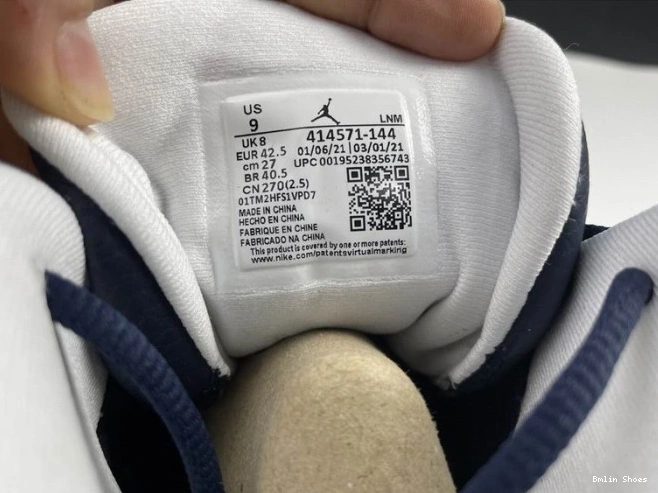 US
9
LNM
UK 8
414571-144
EUR 42.5
01/06/21 | 03/01/21
cm 27
UPC 00195238356743
BR 40.5
CN 270(2.5)
01TM2HFS1VPD7
MADE IN CHINA
HECHO EN CHINA
FABRIQUE EN CHINE
FABRICADO NA CHINA
This product is covered by one or more patents:
www.nike.com/patentsvirtualmarking
Bmlin Shoes